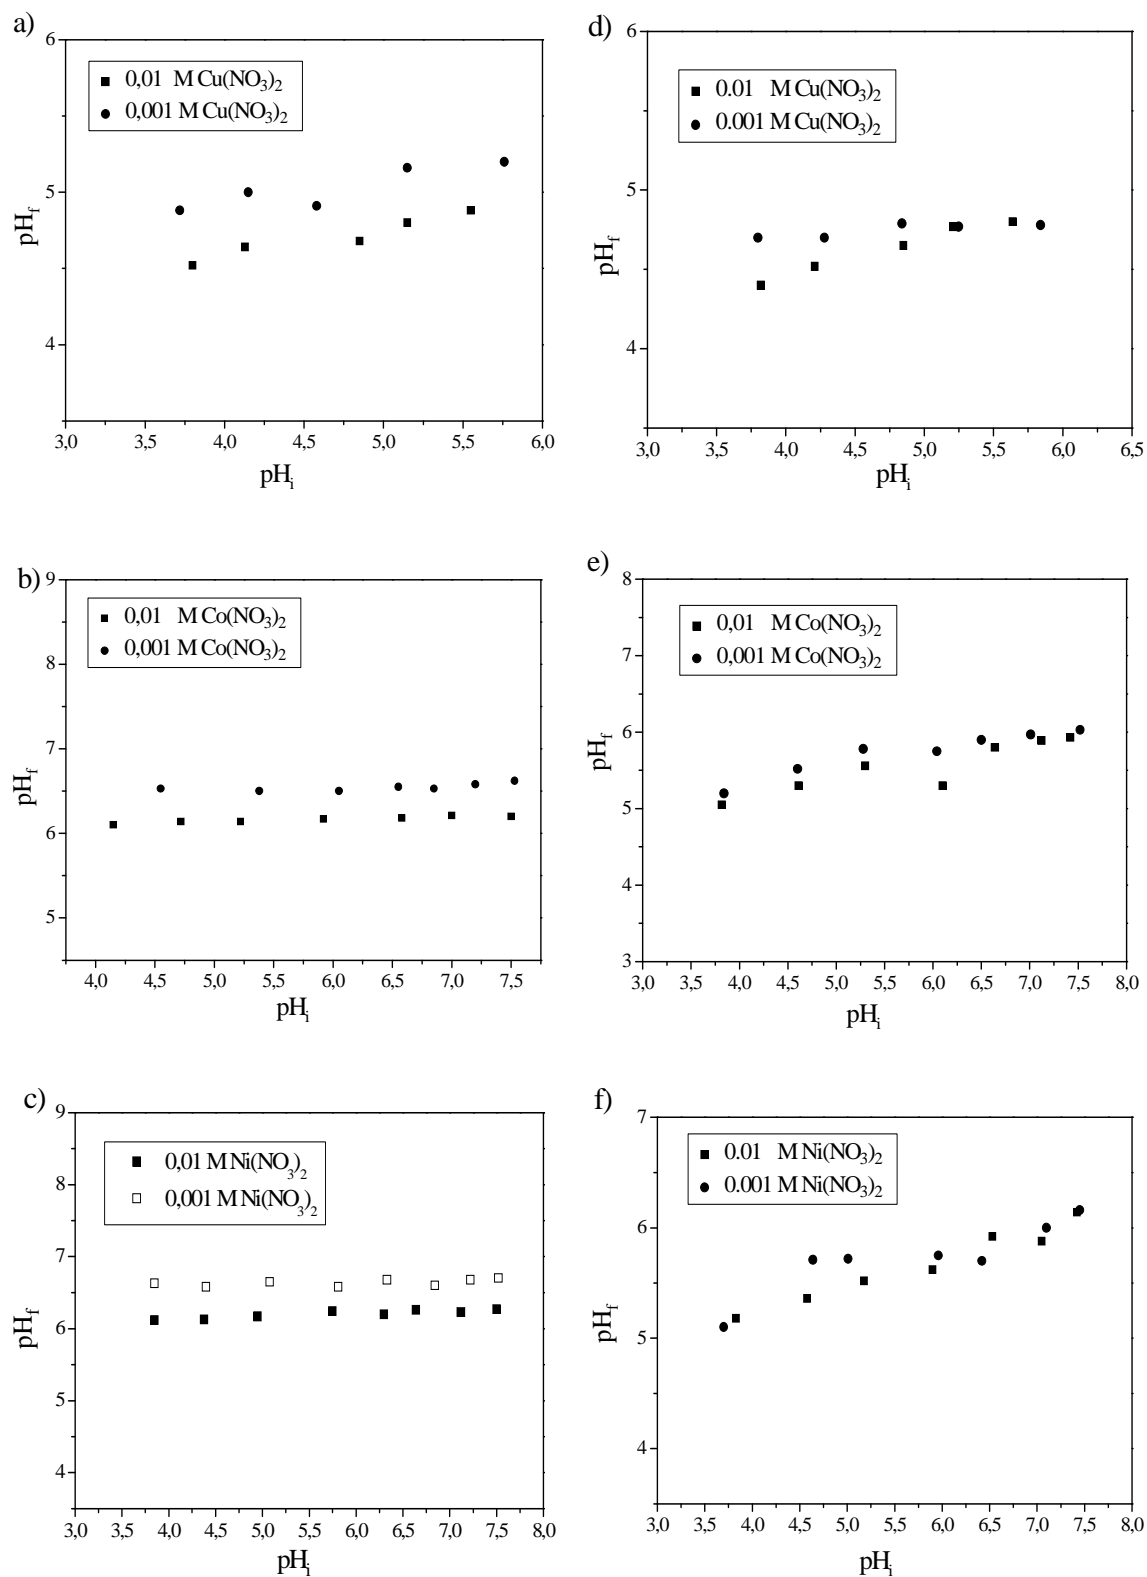 a)
6
0,01 M Cu(NO3)2
0,001 M Cu(NO3)2
5
pHf
4
3,0 3,5 4,0 4,5 5,0 5,5 6,0
pHi
d)
6
0.01 M Cu(NO3)2
0.001 M Cu(NO3)2
5
pHf
4
3,0 3,5 4,0 4,5 5,0 5,5 6,0 6,5
pHi
b)
9
0,01 M Co(NO3)2
0,001 M Co(NO3)2
8
7
pHf
6
5
4,0 4,5 5,0 5,5 6,0 6,5 7,0 7,5
pHi
e)
8
0,01 M Co(NO3)2
0,001 M Co(NO3)2
7
6
pHf
5
4
3
3,0 3,5 4,0 4,5 5,0 5,5 6,0 6,5 7,0 7,5 8,0
pHi
c)
9
0,01 M Ni(NO3)2
0,001 M Ni(NO3)2
8
7
pHf
6
5
4
3,0 3,5 4,0 4,5 5,0 5,5 6,0 6,5 7,0 7,5 8,0
pHi
f)
7
0.01 M Ni(NO3)2
0.001 M Ni(NO3)2
6
pHf
5
4
3,0 3,5 4,0 4,5 5,0 5,5 6,0 6,5 7,0 7,5 8,0
pHi